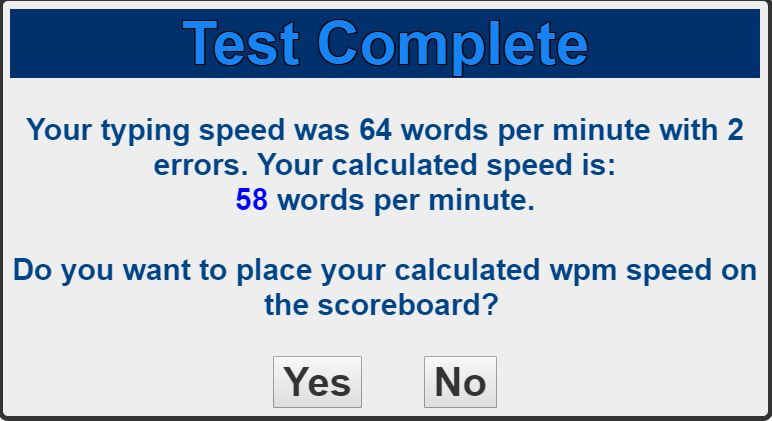 Test Complete
Your typing speed was 64 words per minute with 2
errors. Your calculated speed is:
58 words per minute.
Do you want to place your calculated wpm speed on
the scoreboard?
Yes No